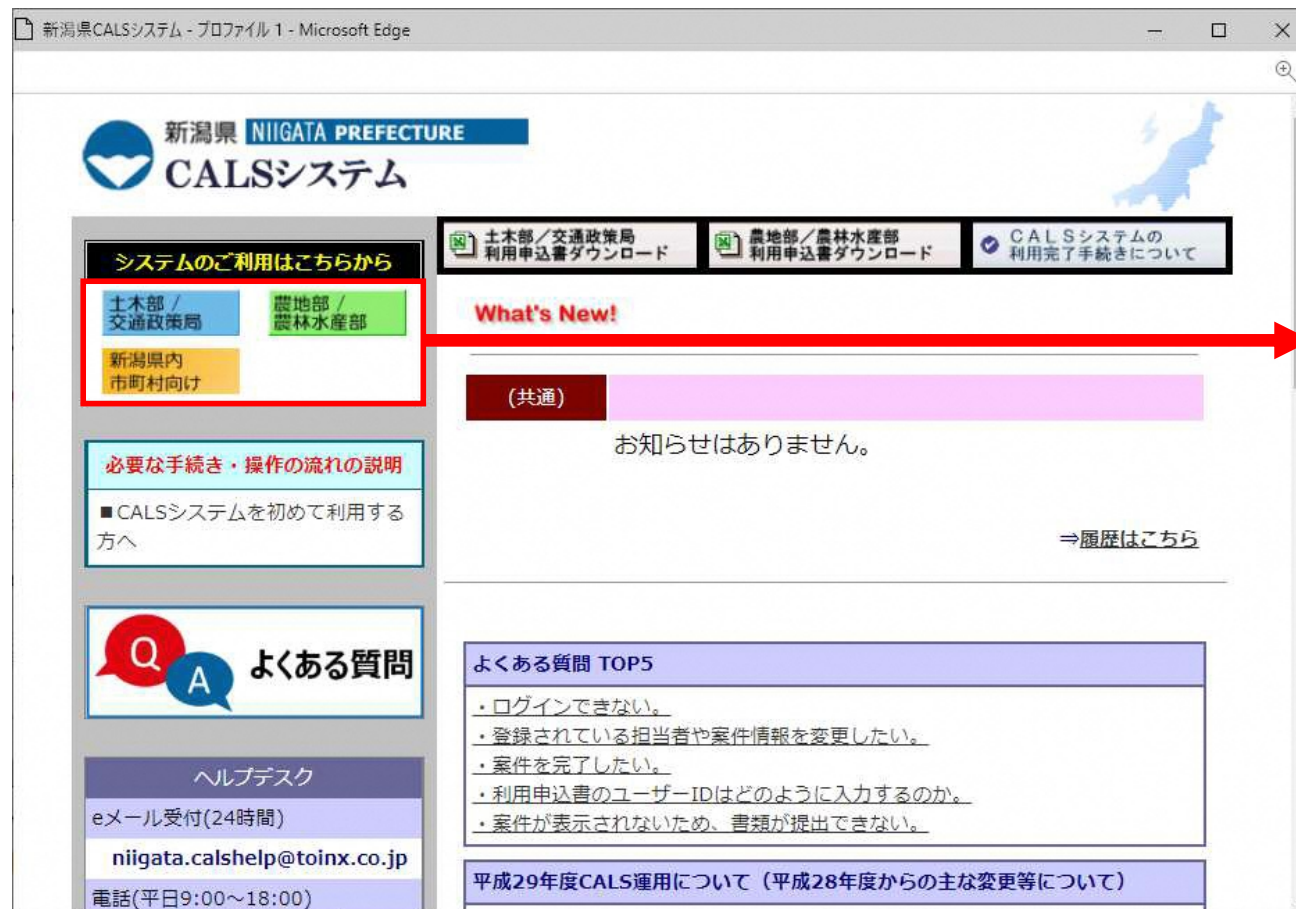 新潟県CALSシステム - プロファイル 1 - Microsoft Edge
新潟県 NIIGATA PREFECTURE
CALSシステム
システムのご利用はこちらから
土木部 /
交通政策局
農地部 /
農林水産部
新潟県内
市町村向け
必要な手続き・操作の流れの説明
■CALSシステムを初めて利用する
方へ
Q
A
よくある質問
ヘルプデスク
eメール受付(24時間)
niigata.calshelp@toinx.co.jp
電話(平日9:00～18:00)
土木部／交通政策局
利用申込書ダウンロード
農地部／農林水産部
利用申込書ダウンロード
CALSシステムの
利用完了手続きについて
What's New!
(共通)
お知らせはありません。
⇒履歴はこちら
よくある質問 TOP5
・ログインできない。
・登録されている担当者や案件情報を変更したい。
・案件を完了したい。
・利用申込書のユーザーIDはどのように入力するのか。
・案件が表示されないため、書類が提出できない。
平成29年度CALS運用について（平成28年度からの主な変更等について）